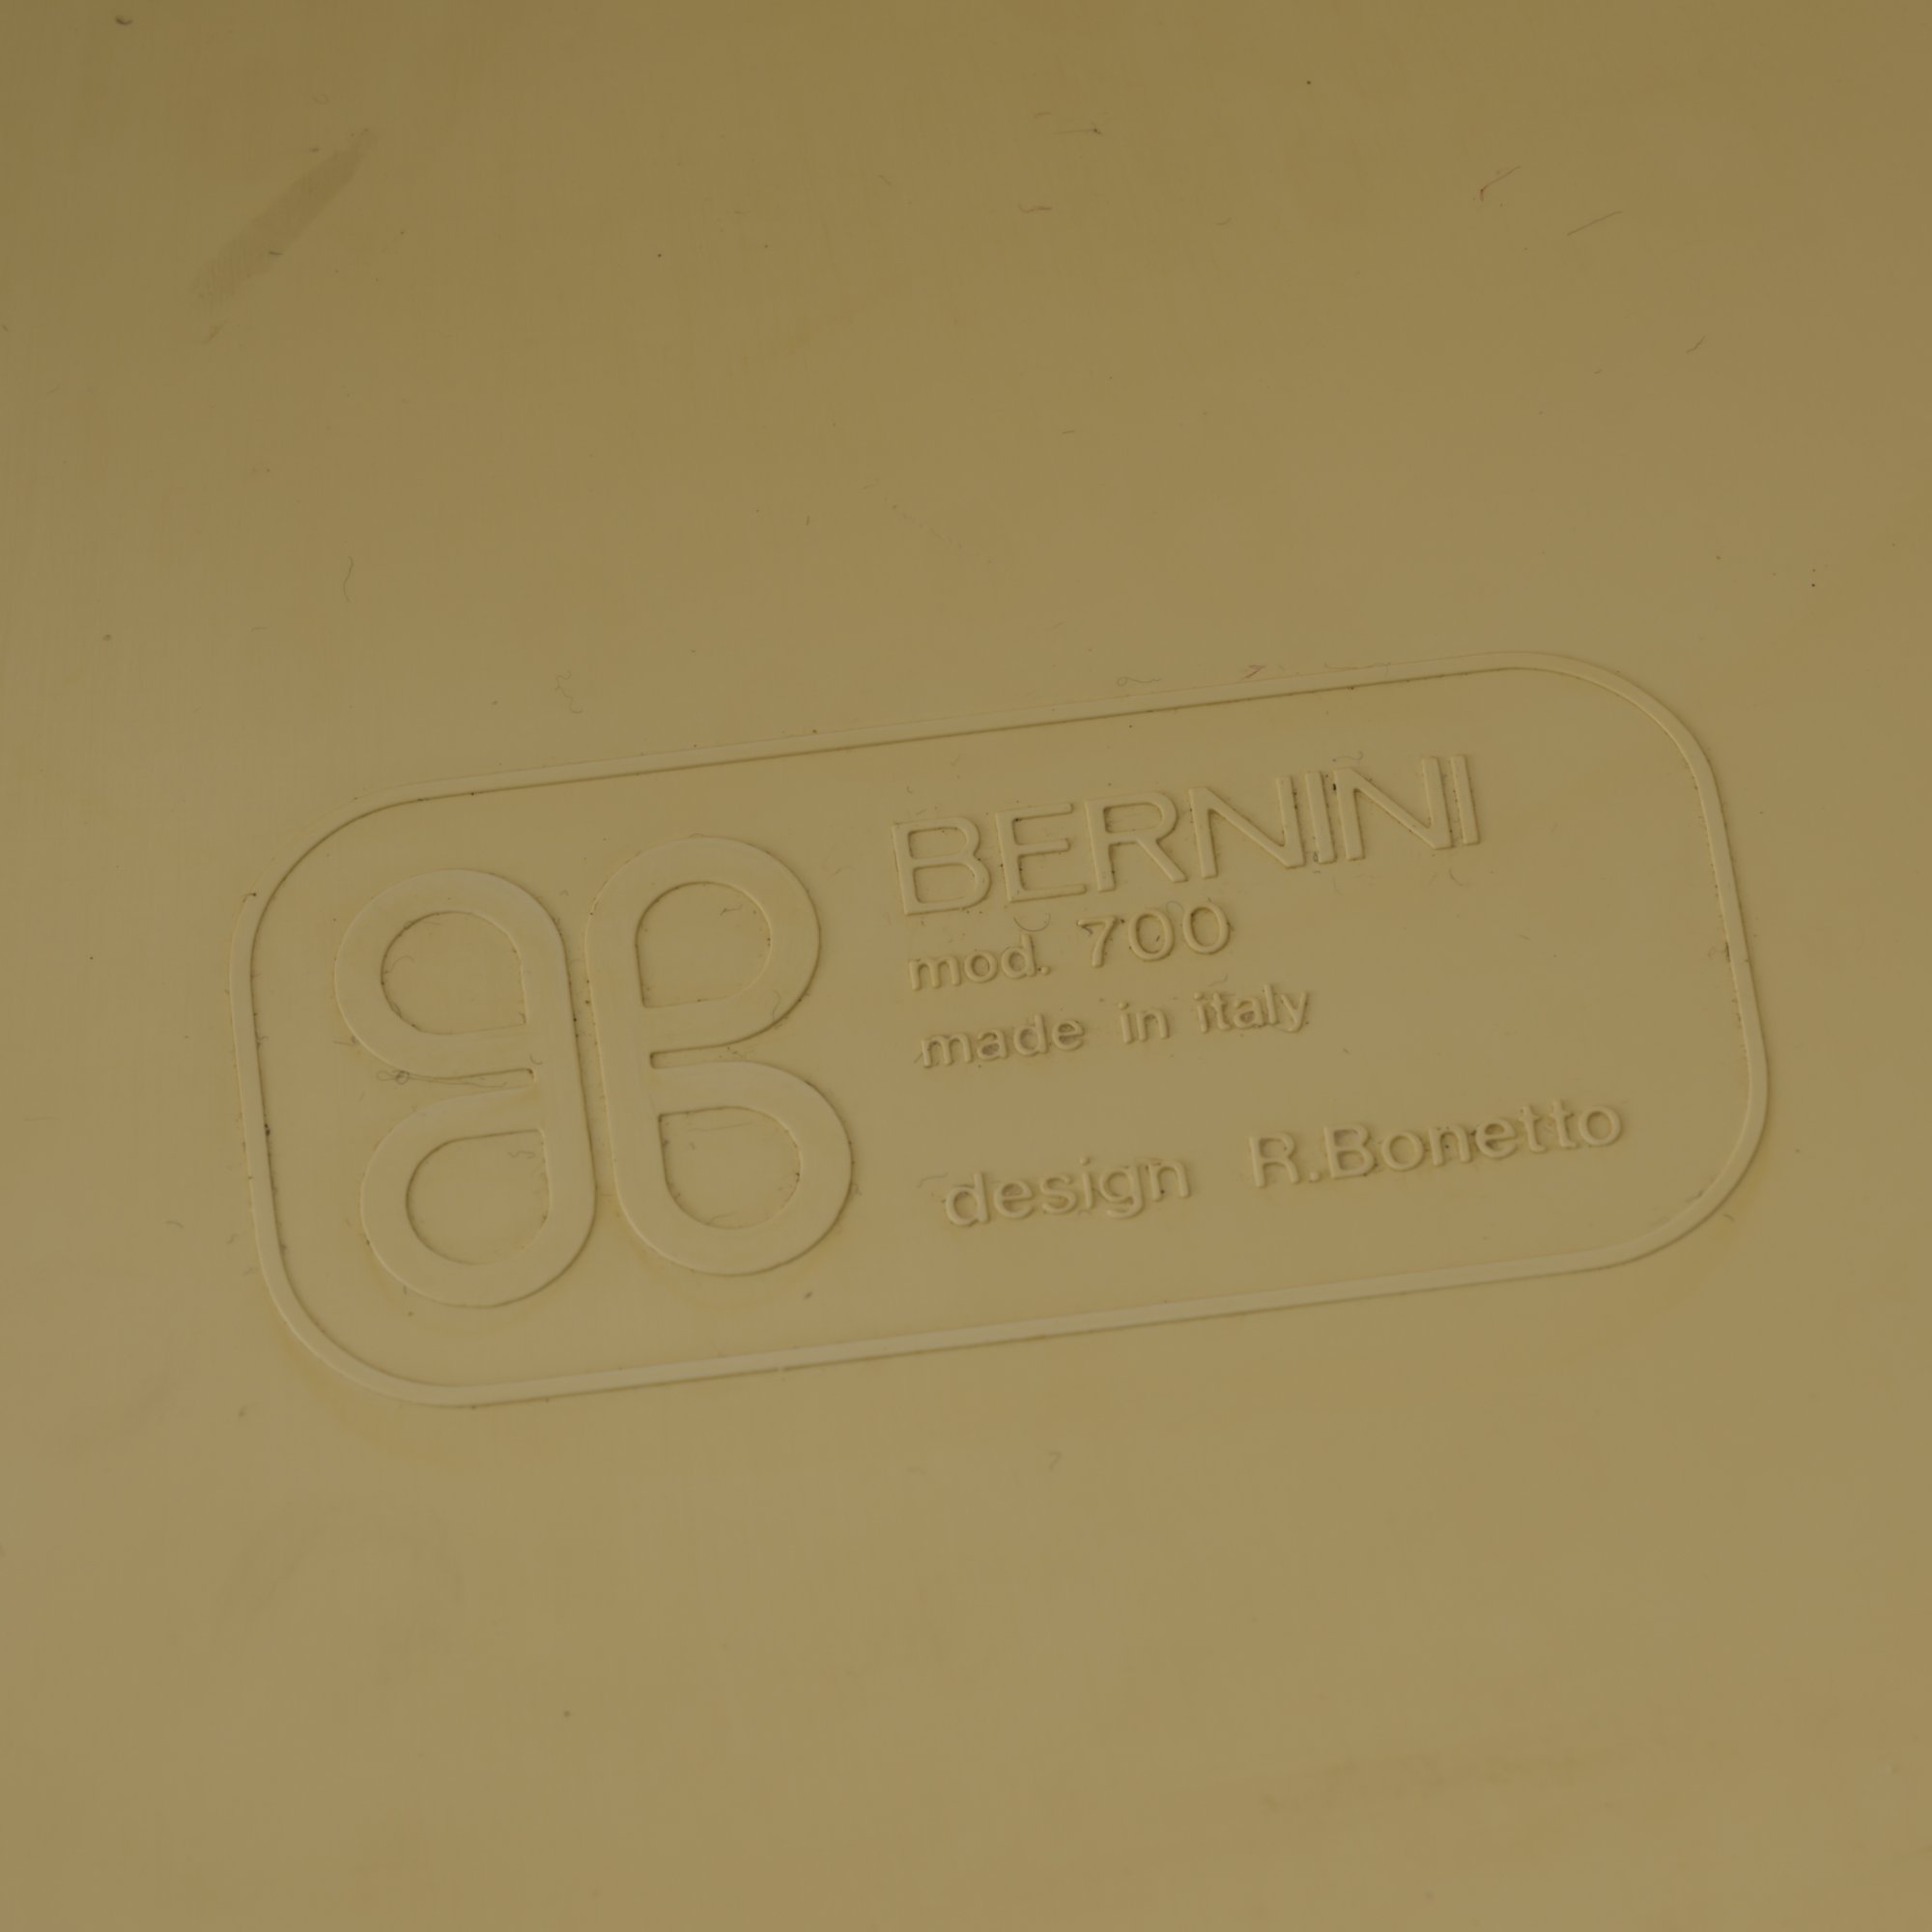 BERNINI
mod. 700
made in italy
design R.Bonetto